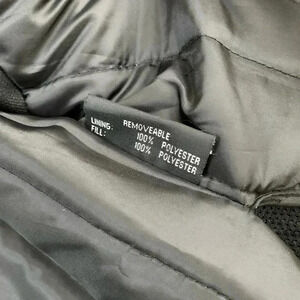 REMOVEABLE
LINING: 100% POLYESTER
FILL: 100% POLYESTER